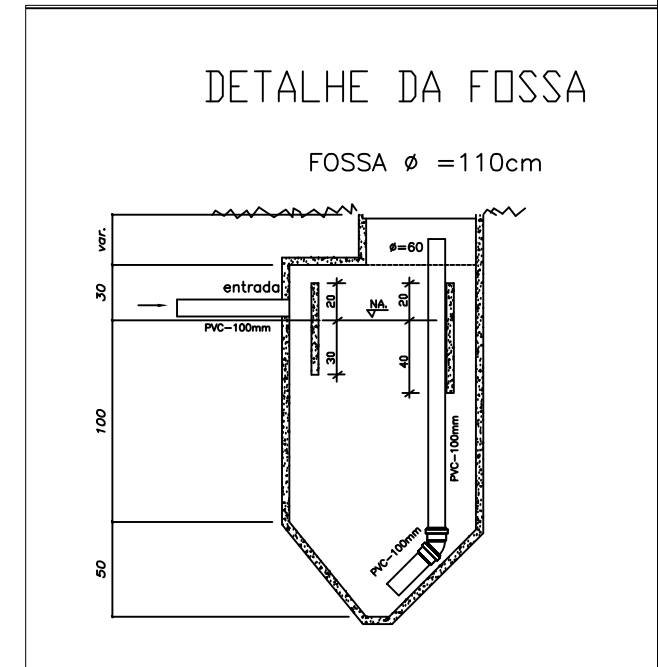 DETALHE DA FOSSA
FOSSA ø =110cm
var.
ø=60
30
entrada
20
20
NA.
PVC-100mm
30
40
100
PVC-100mm
PVC-100mm
50